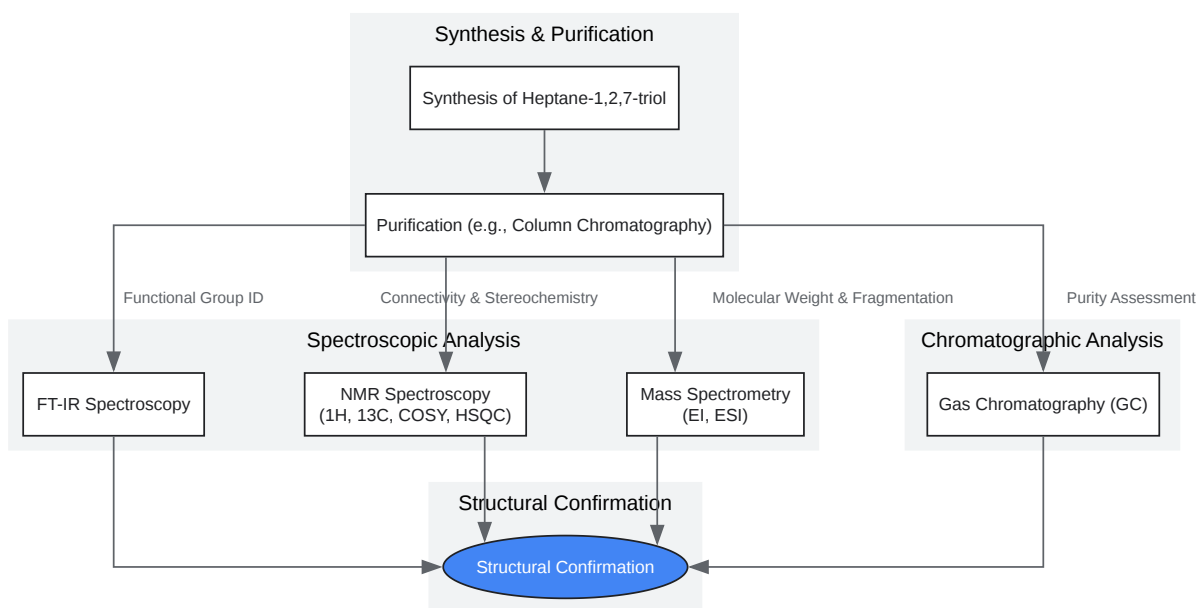 Synthesis & Purification
Synthesis of Heptane-1,2,7-triol
Purification (e.g., Column Chromatography)
Functional Group ID
Connectivity & Stereochemistry
Molecular Weight & Fragmentation
Purity Assessment
Spectroscopic Analysis
Chromatographic Analysis
FT-IR Spectroscopy
NMR Spectroscopy
(1H, 13C, COSY, HSQC)
Mass Spectrometry
(EI, ESI)
Gas Chromatography (GC)
Structural Confirmation
Structural Confirmation